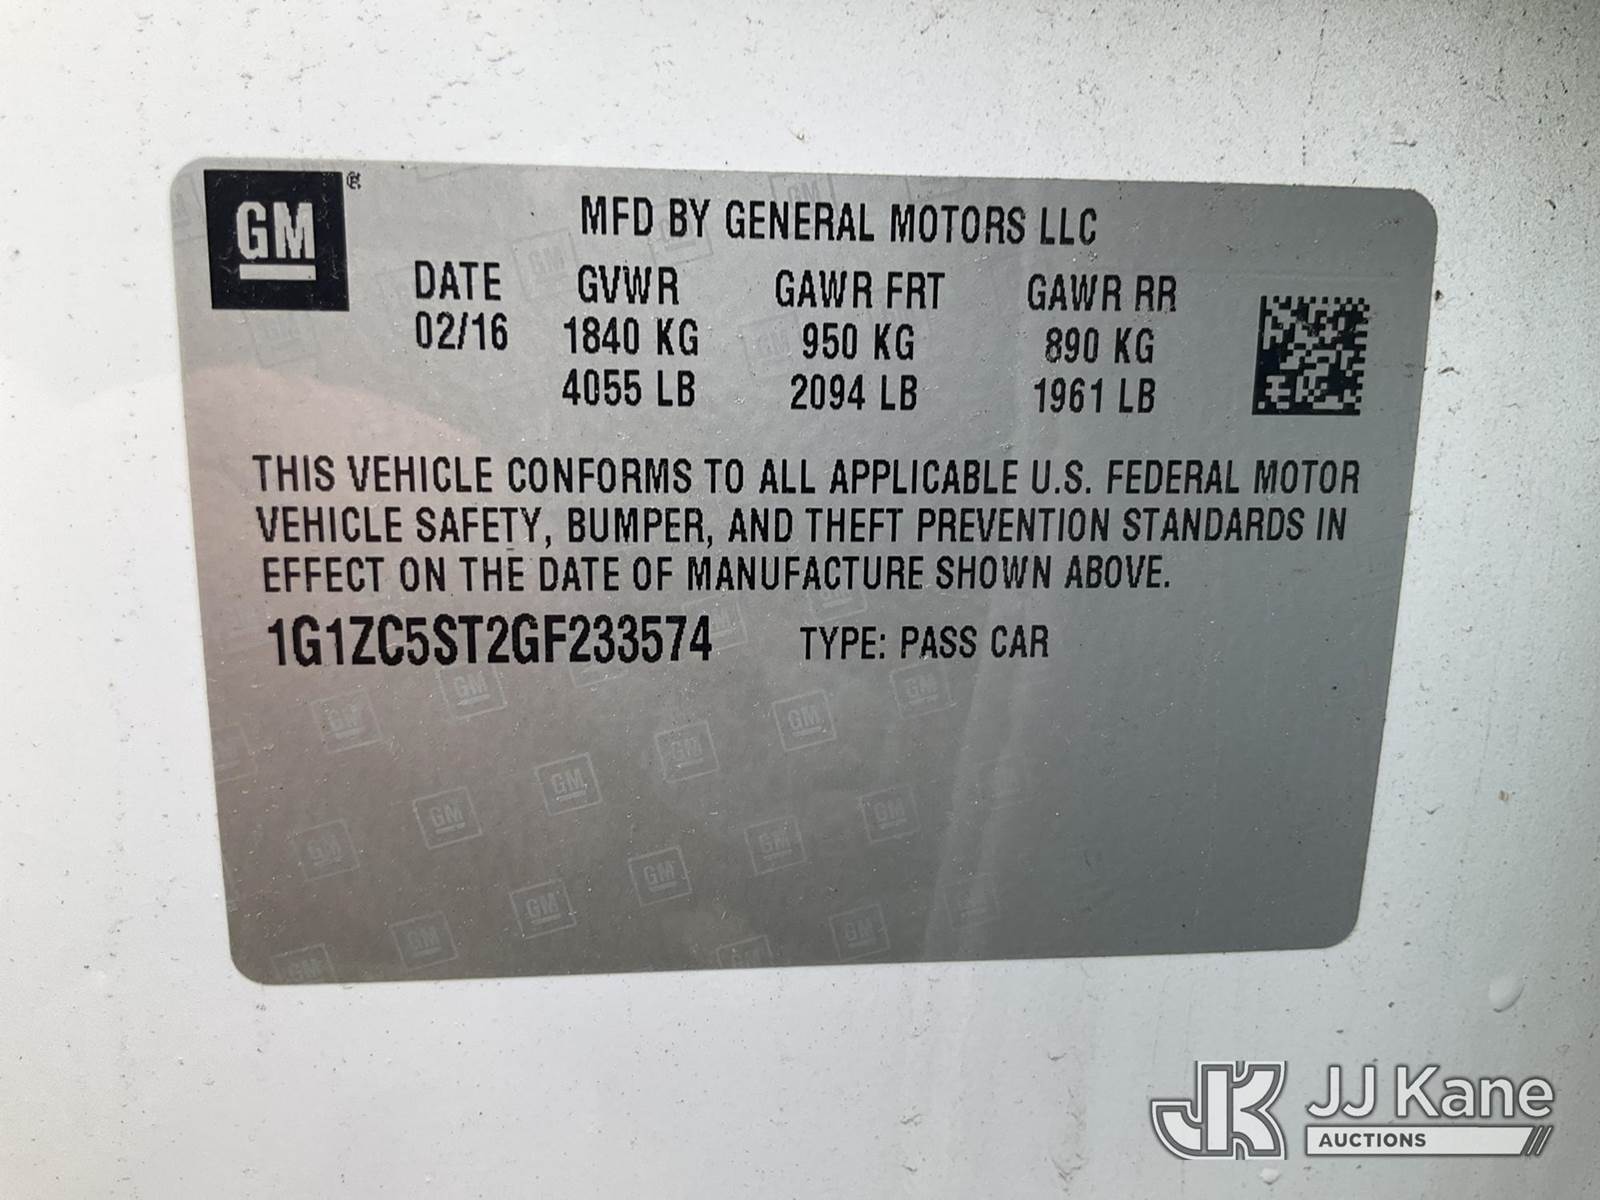 GM
MFD BY GENERAL MOTORS LLC
DATE GVWR GAWR FRT GAWR RR
02/16 1840 KG 950 KG 890 KG
4055 LB 2094 LB 1961 LB
THIS VEHICLE CONFORMS TO ALL APPLICABLE U.S. FEDERAL MOTOR
VEHICLE SAFETY, BUMPER, AND THEFT PREVENTION STANDARDS IN
EFFECT ON THE DATE OF MANUFACTURE SHOWN ABOVE.
1G1ZC5ST2GF233574 TYPE: PASS CAR
JK JJ Kane
AUCTIONS